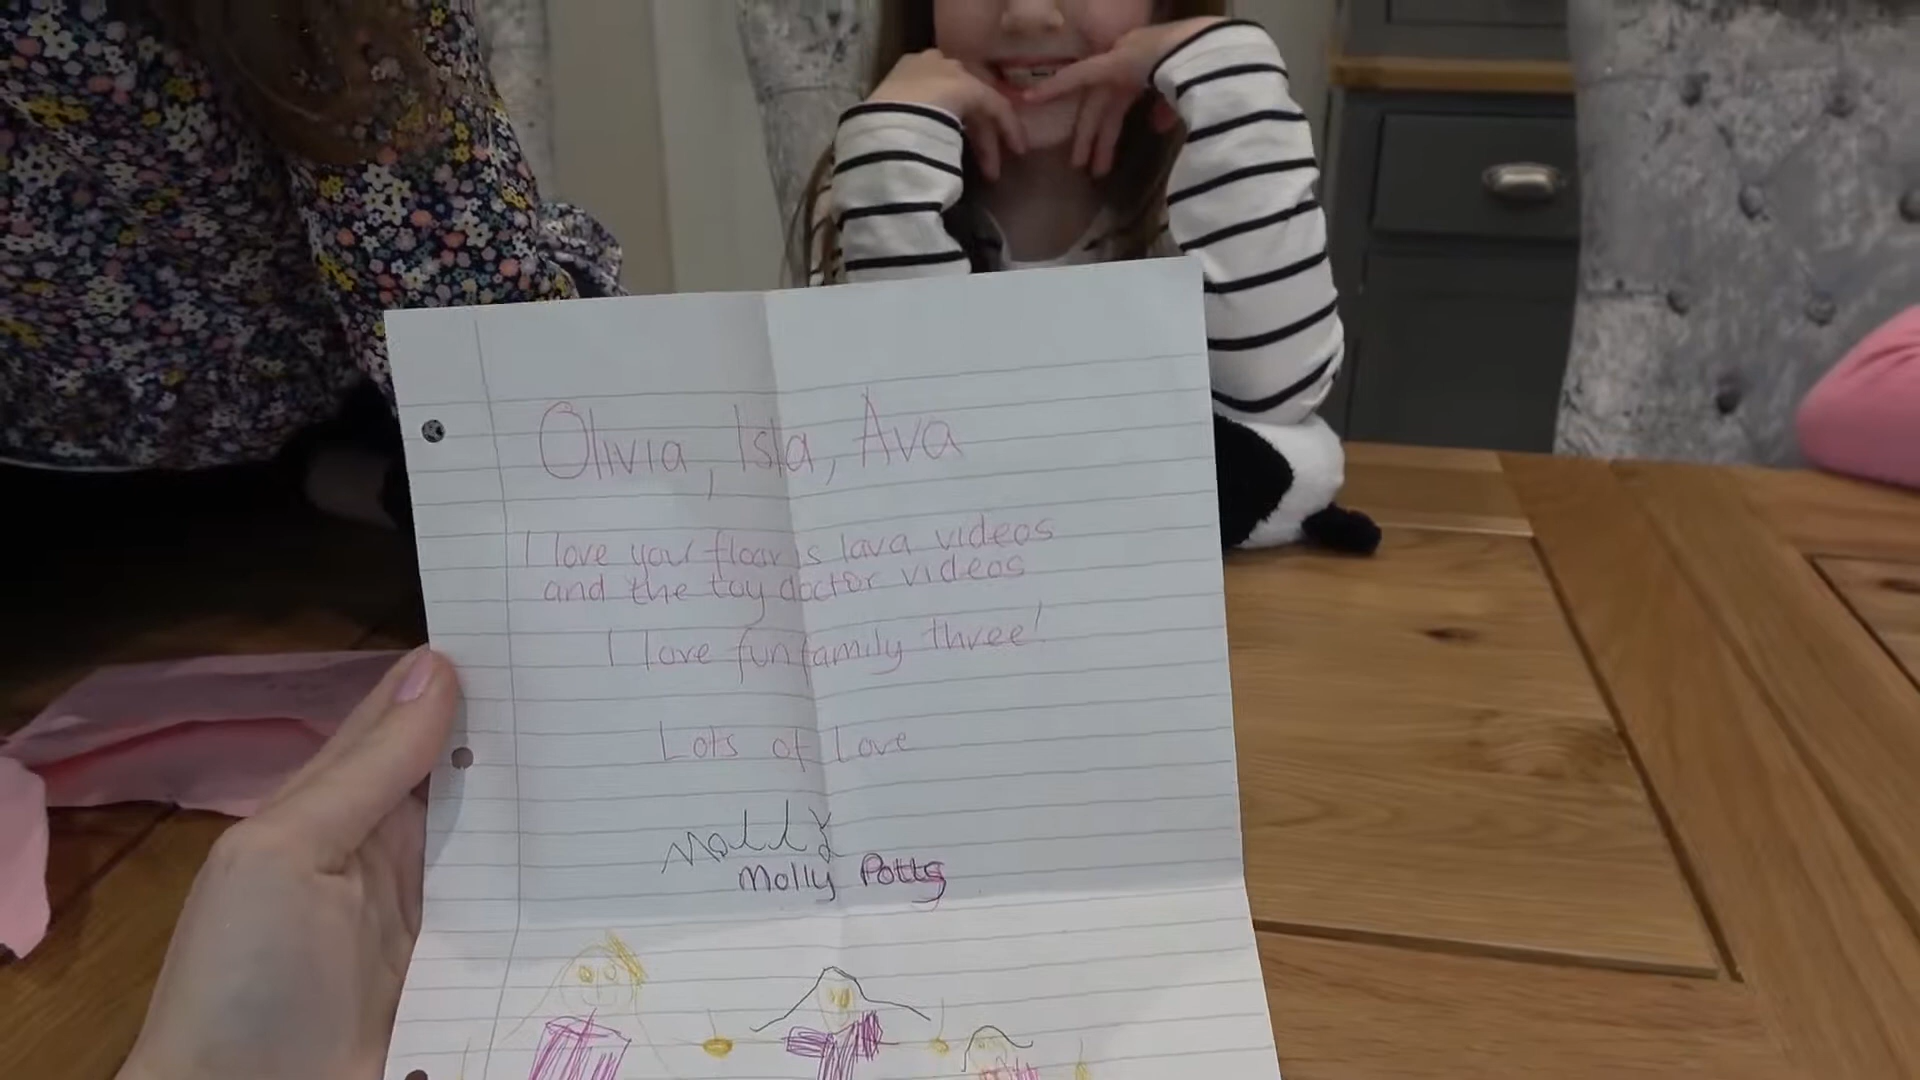 Olivia, Isla, Ava
I love your floor is lava videos
and the toy doctor videos
I love fun family three!
Lots of Love
Molly
Molly Potts